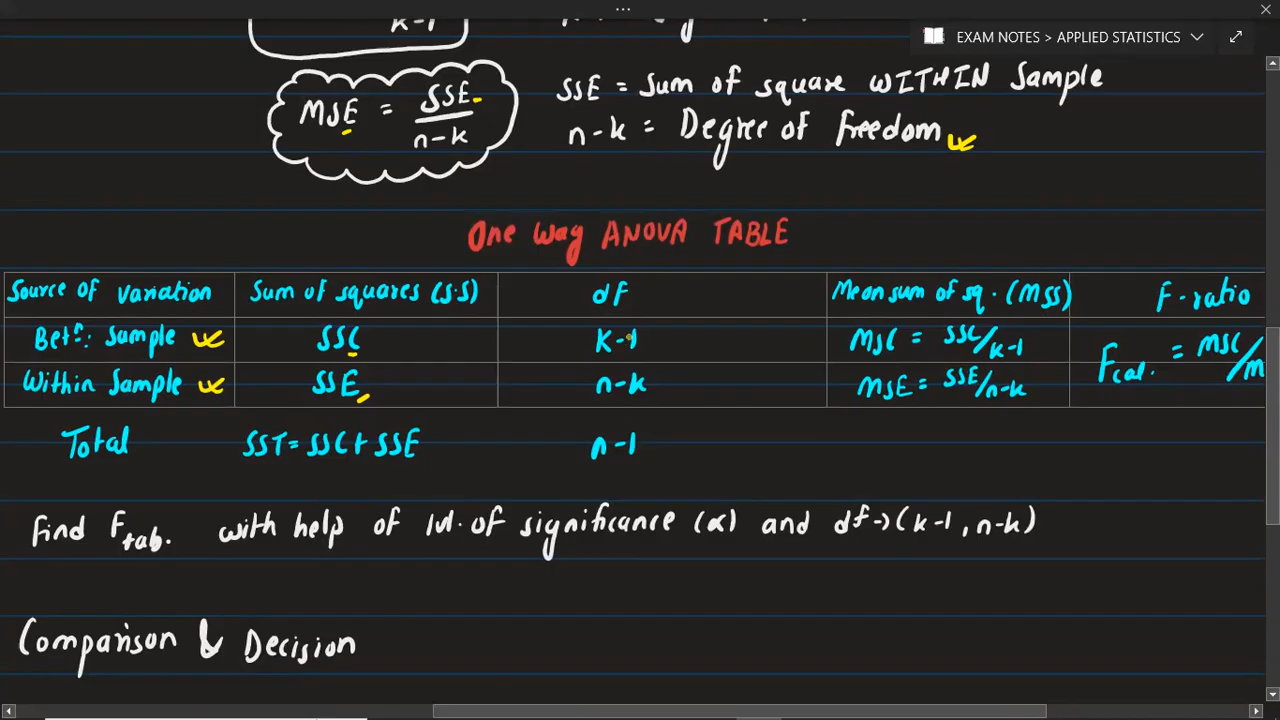 EXAM NOTES > APPLIED STATISTICS
k-1
MSE = SSE/n-k
SSE = Sum of square WITHIN Sample
n-k = Degree of Freedom
One Way ANOVA TABLE
Source of variation Sum of squares (S.S) df Mean sum of sq. (MSS) F-ratio
Betn: Sample SSC k-1 MSC = SSC/k-1 Fcal. = MSC/M
Within Sample SSE n-k MSE = SSE/n-k
Total SST = SSC + SSE n-1
Find Ftab. with help of lvl. of significance (α) and df→(k-1, n-k)
Comparison & Decision